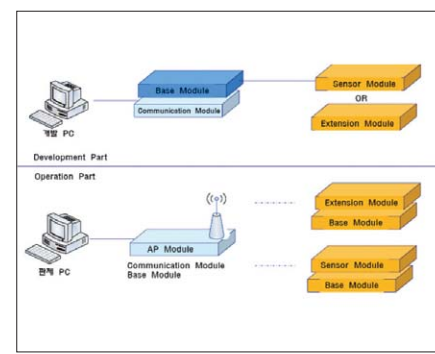 Base Module
Communication Module
Sensor Module
OR
Extension Module
개발 PC
Development Part
Operation Part
Extension Module
Base Module
AP Module
Communication Module
Base Module
Sensor Module
Base Module
관제 PC